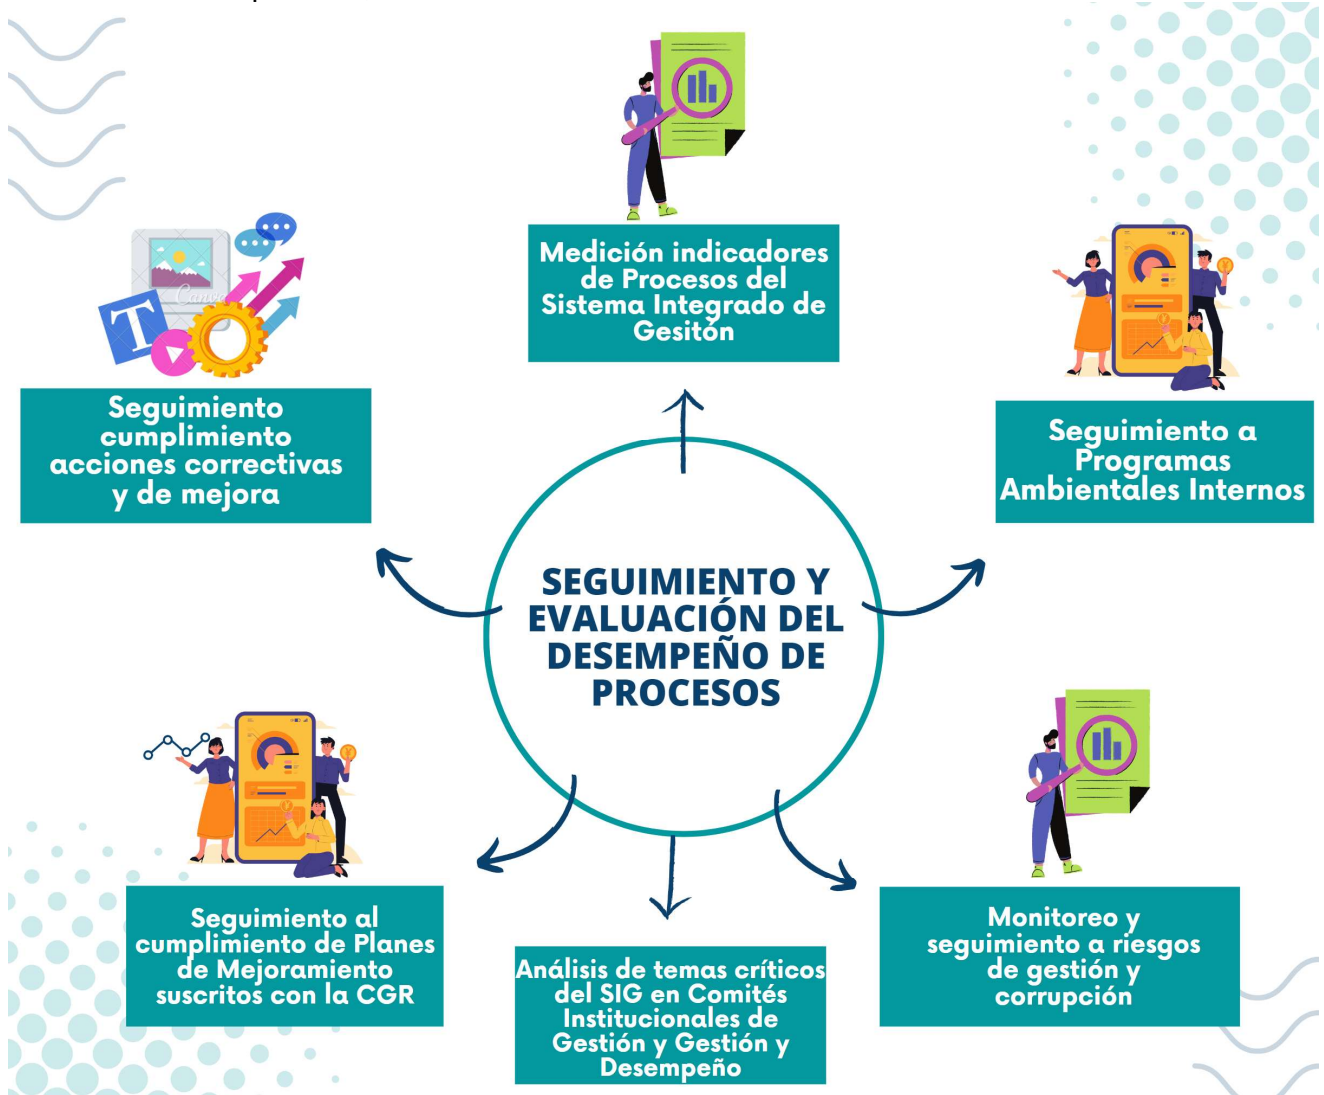 Medición indicadores
de Procesos del
Sistema Integrado de
Gesitón
Seguimiento
cumplimiento
acciones correctivas
y de mejora
Canva
T
Seguimiento a
Programas
Ambientales Internos
SEGUIMIENTO Y
EVALUACIÓN DEL
DESEMPEÑO DE
PROCESOS
Seguimiento al
cumplimiento de Planes
de Mejoramiento
suscritos con la CGR
Análisis de temas críticos
del SIG en Comités
Institucionales de
Gestión y Gestión y
Desempeño
Monitoreo y
seguimiento a riesgos
de gestión y
corrupción